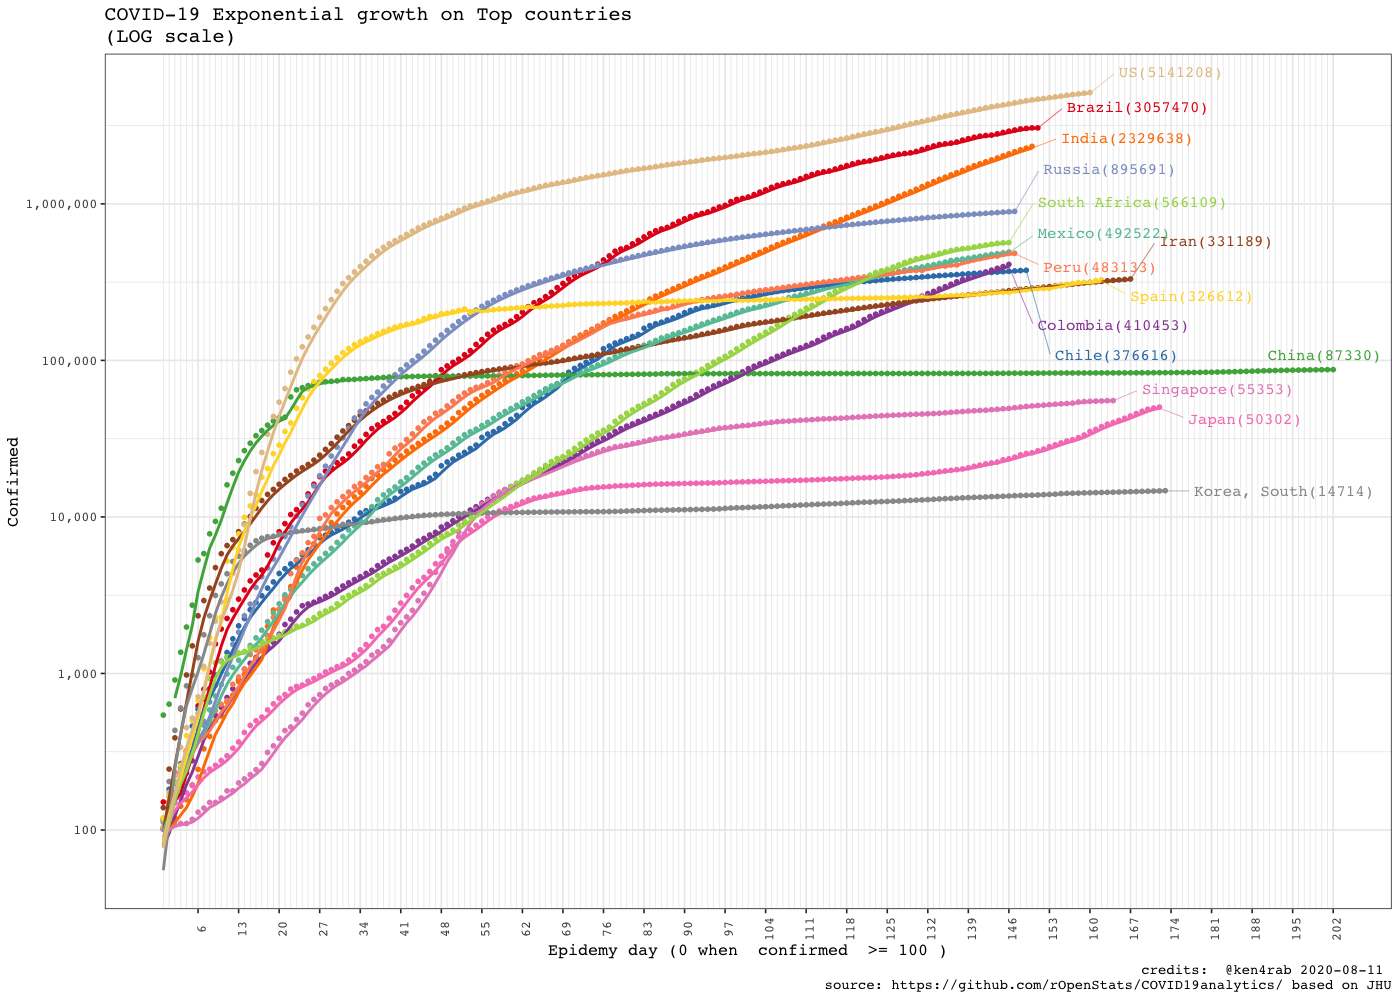 COVID-19 Exponential growth on Top countries
(LOG scale)
US(5141208)
Brazil(3057470)
India(2329638)
Russia(895691)
South Africa(566109)
Mexico(492522)
Iran(331189)
Peru(483133)
Spain(326612)
Colombia(410453)
Chile(376616)
China(87330)
Singapore(55353)
Japan(50302)
Korea, South(14714)
Confirmed
1,000,000
100,000
10,000
1,000
100
6 13 20 27 34 41 48 55 62 69 76 83 90 97 104 111 118 125 132 139 146 153 160 167 174 181 188 195 202
Epidemy day (0 when  confirmed  >= 100 )
credits:  @ken4rab 2020-08-11
source: https://github.com/rOpenStats/COVID19analytics/ based on JHU